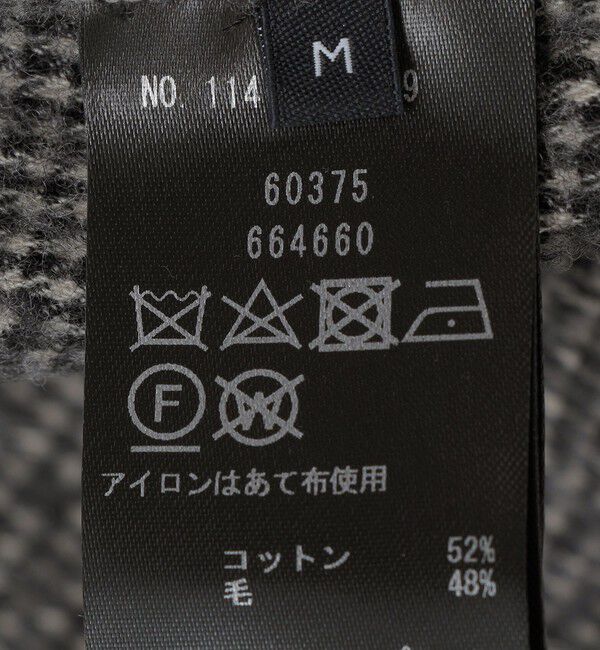 M
NO. 114 9
60375
664660
F W
アイロンはあて布使用
コットン 52%
毛 48%